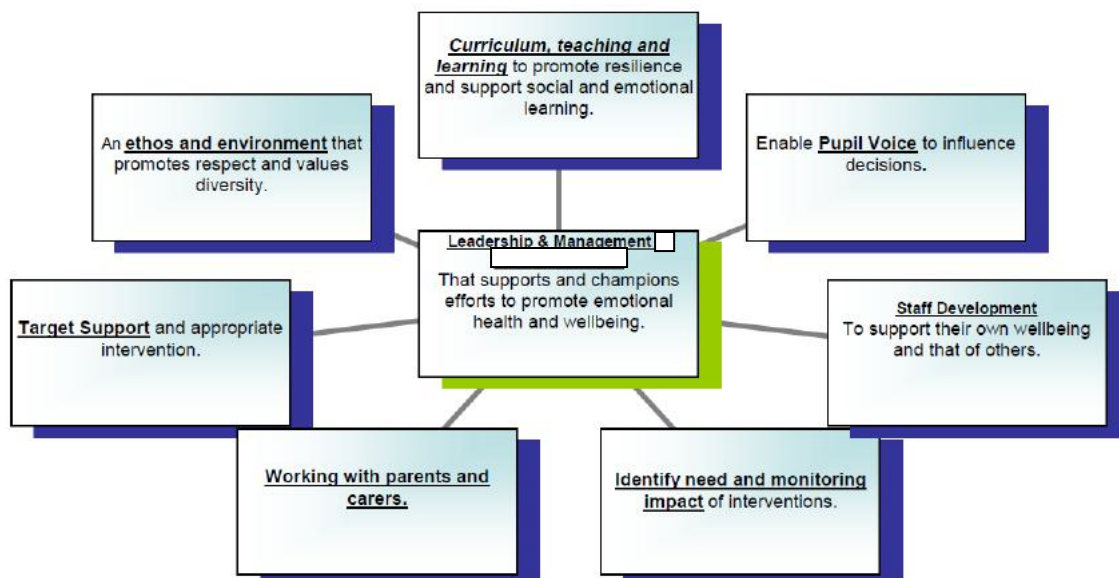 Curriculum, teaching and
learning to promote resilience
and support social and emotional
learning.
An ethos and environment that
promotes respect and values
diversity.
Enable Pupil Voice to influence
decisions.
Leadership & Management
That supports and champions
efforts to promote emotional
health and wellbeing.
Target Support and appropriate
intervention.
Staff Development
To support their own wellbeing
and that of others.
Working with parents and
carers.
Identify need and monitoring
impact of interventions.